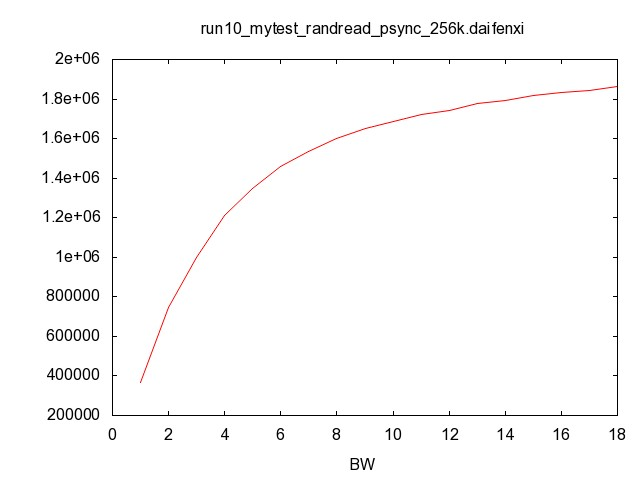 run10_mytest_randread_psync_256k.daifenxi
2e+06
1.8e+06
1.6e+06
1.4e+06
1.2e+06
1e+06
800000
600000
400000
200000
0 2 4 6 8 10 12 14 16 18
BW